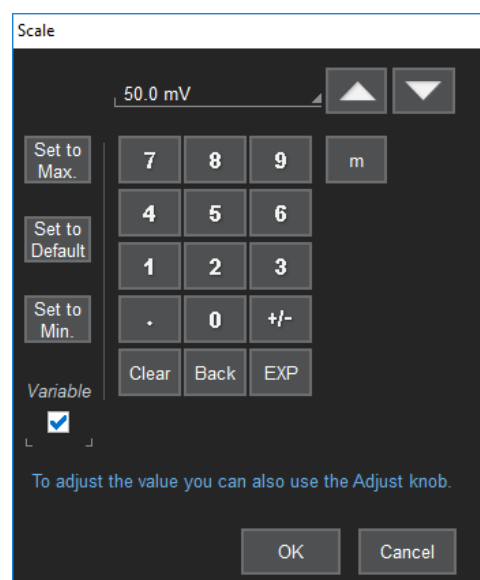 Scale
50.0 mV
Set to
Max.
7 8 9 m
Set to
Default
4 5 6
1 2 3
Set to
Min.
. 0 +/-
Clear Back EXP
Variable
To adjust the value you can also use the Adjust knob.
OK Cancel